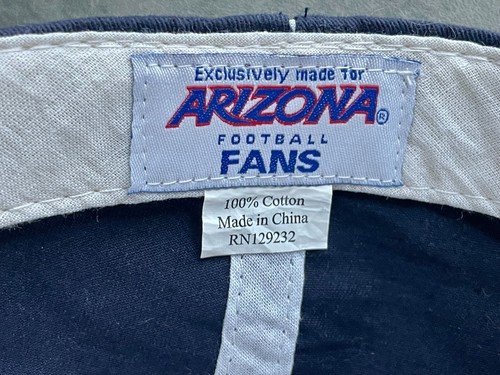 Exclusively made for
ARIZONA®
FOOTBALL
FANS
100% Cotton
Made in China
RN129232